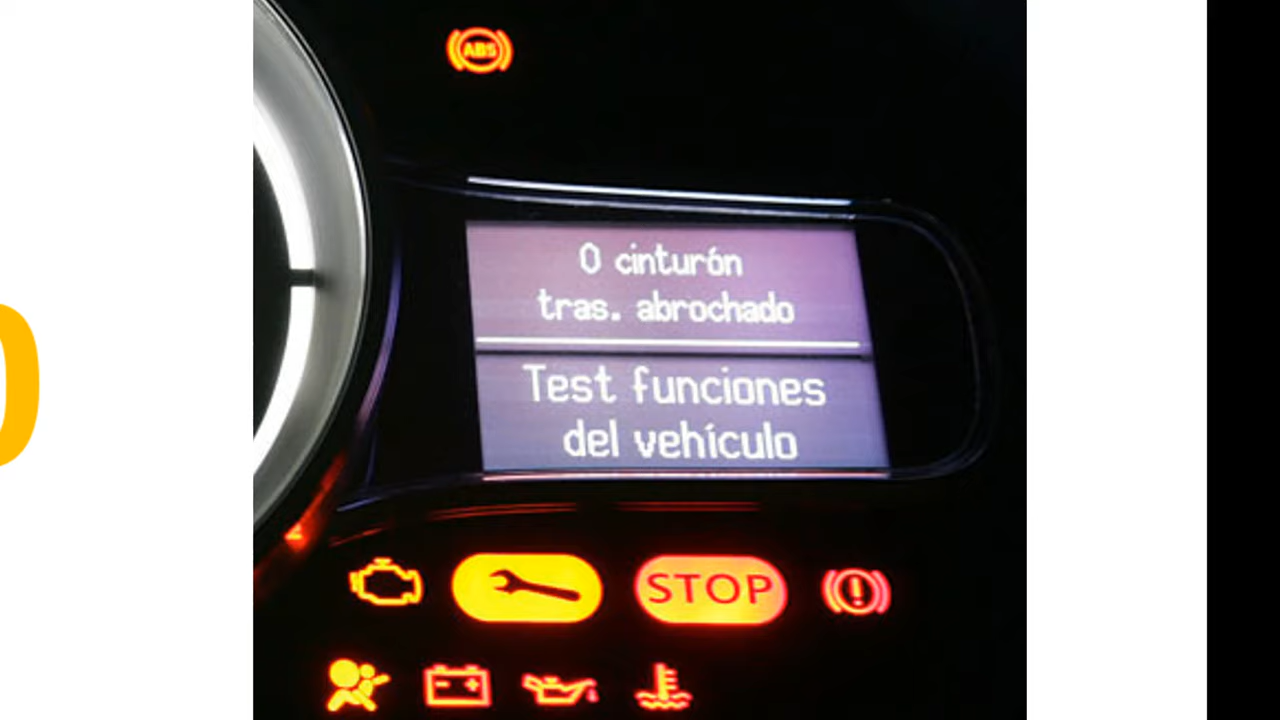 ABS
0 cinturón
tras. abrochado
Test funciones
del vehículo
STOP